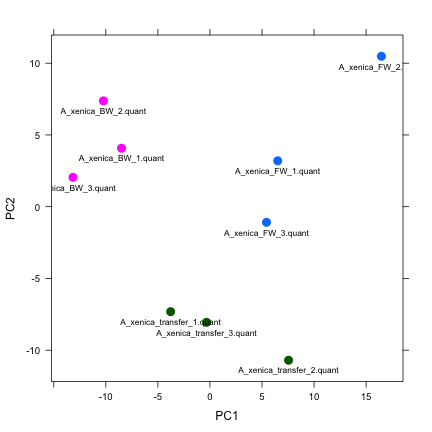 10
A_xenica_FW_2.
A_xenica_BW_2.quant
5
A_xenica_BW_1.quant
A_xenica_FW_1.quant
nica_BW_3.quant
0
PC2
A_xenica_FW_3.quant
-5
A_xenica_transfer_1.quant
A_xenica_transfer_3.quant
-10
A_xenica_transfer_2.quant
-10 -5 0 5 10 15
PC1